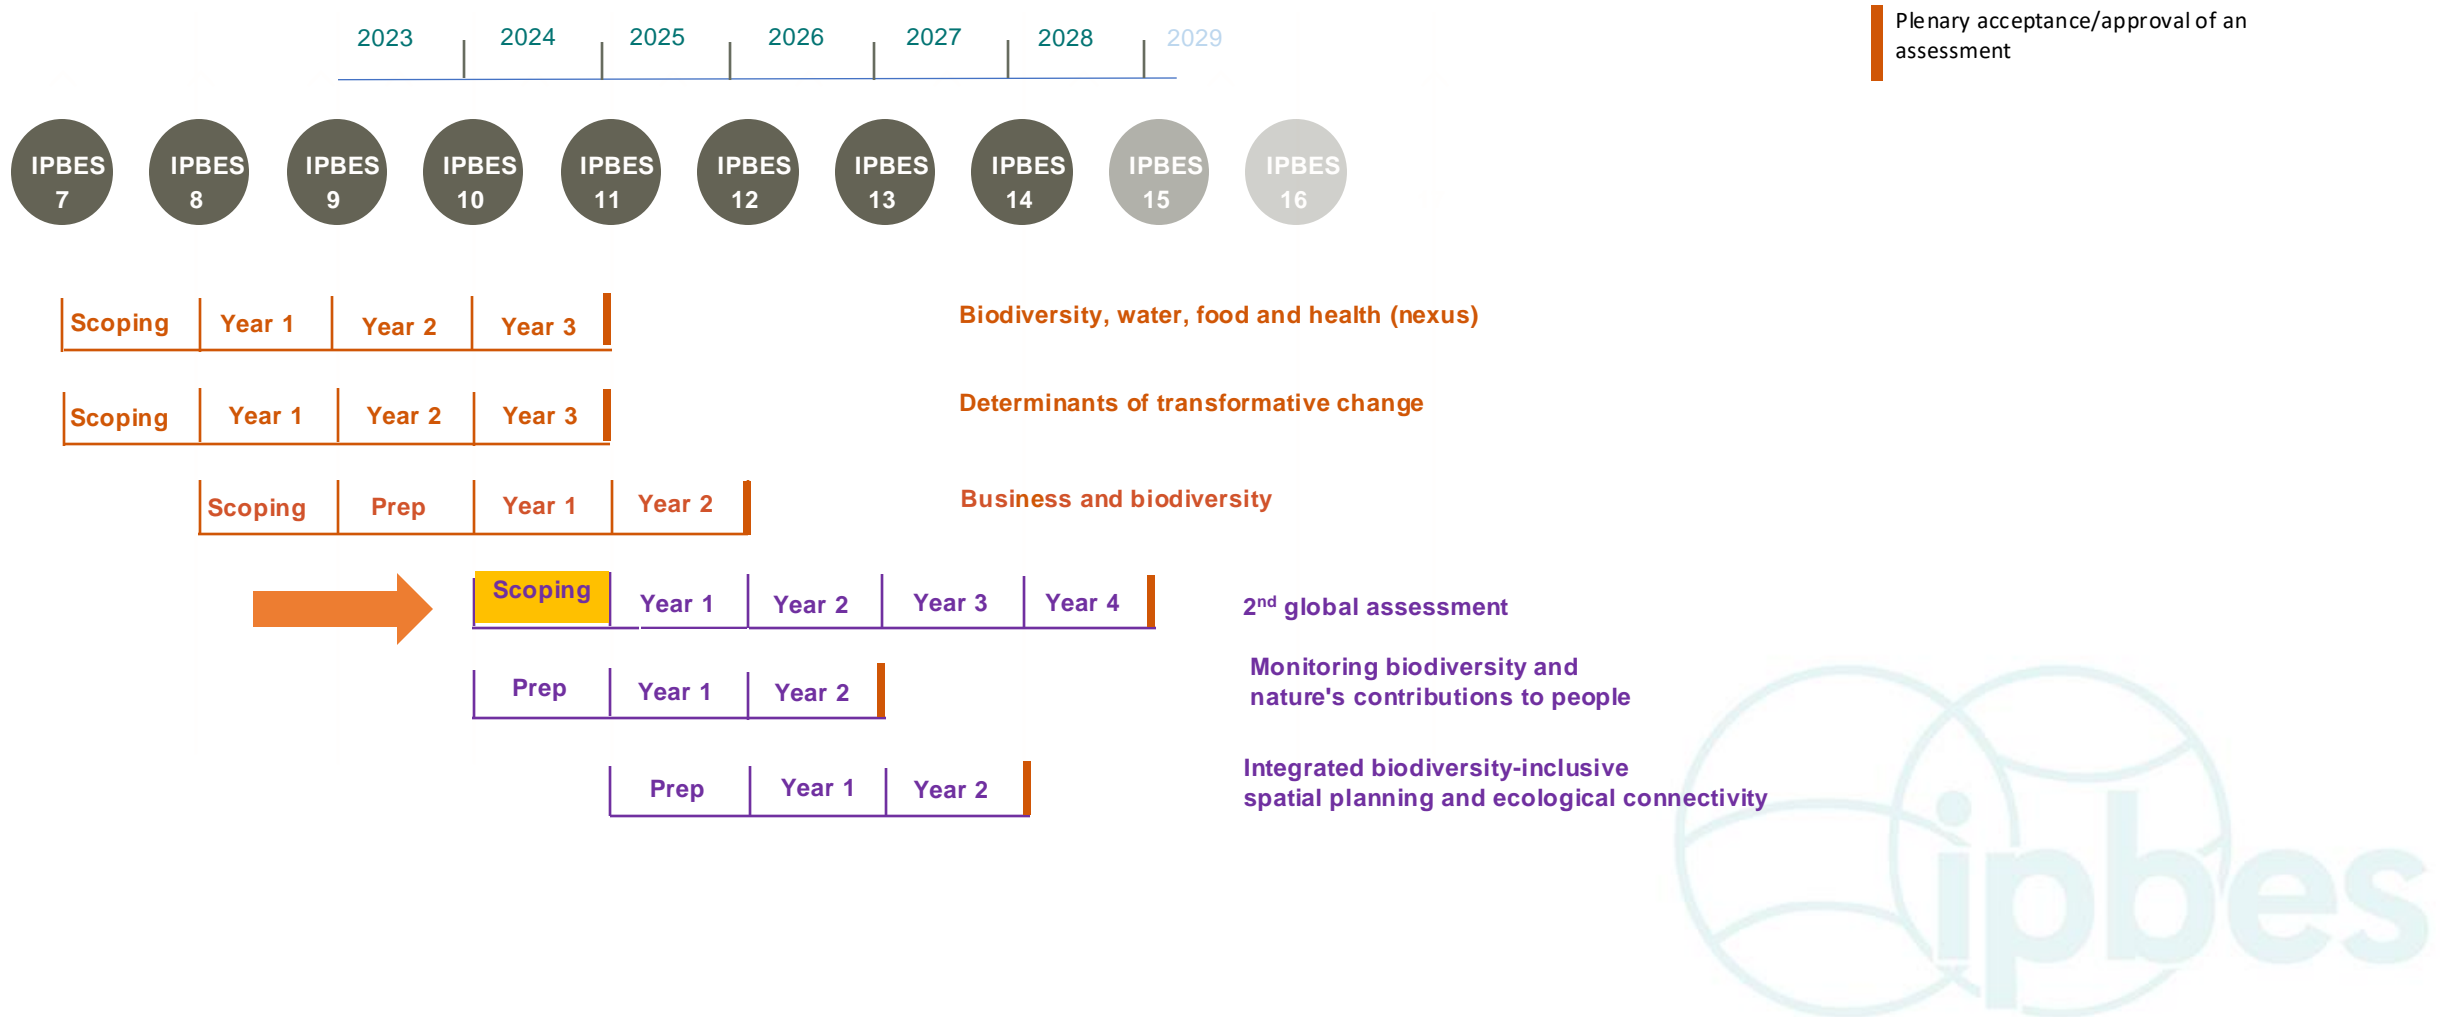 2023 2024 2025 2026 2027 2028 2029
Plenary acceptance/approval of an
assessment
IPBES IPBES IPBES IPBES IPBES IPBES IPBES IPBES IPBES IPBES
7 8 9 10 11 12 13 14 15 16
Scoping Year 1 Year 2 Year 3 Biodiversity, water, food and health (nexus)
Scoping Year 1 Year 2 Year 3 Determinants of transformative change
Scoping Prep Year 1 Year 2 Business and biodiversity
Scoping Year 1 Year 2 Year 3 Year 4 2nd global assessment
Prep Year 1 Year 2
Monitoring biodiversity and
nature's contributions to people
Prep Year 1 Year 2
Integrated biodiversity-inclusive
spatial planning and ecological connectivity
ipbes